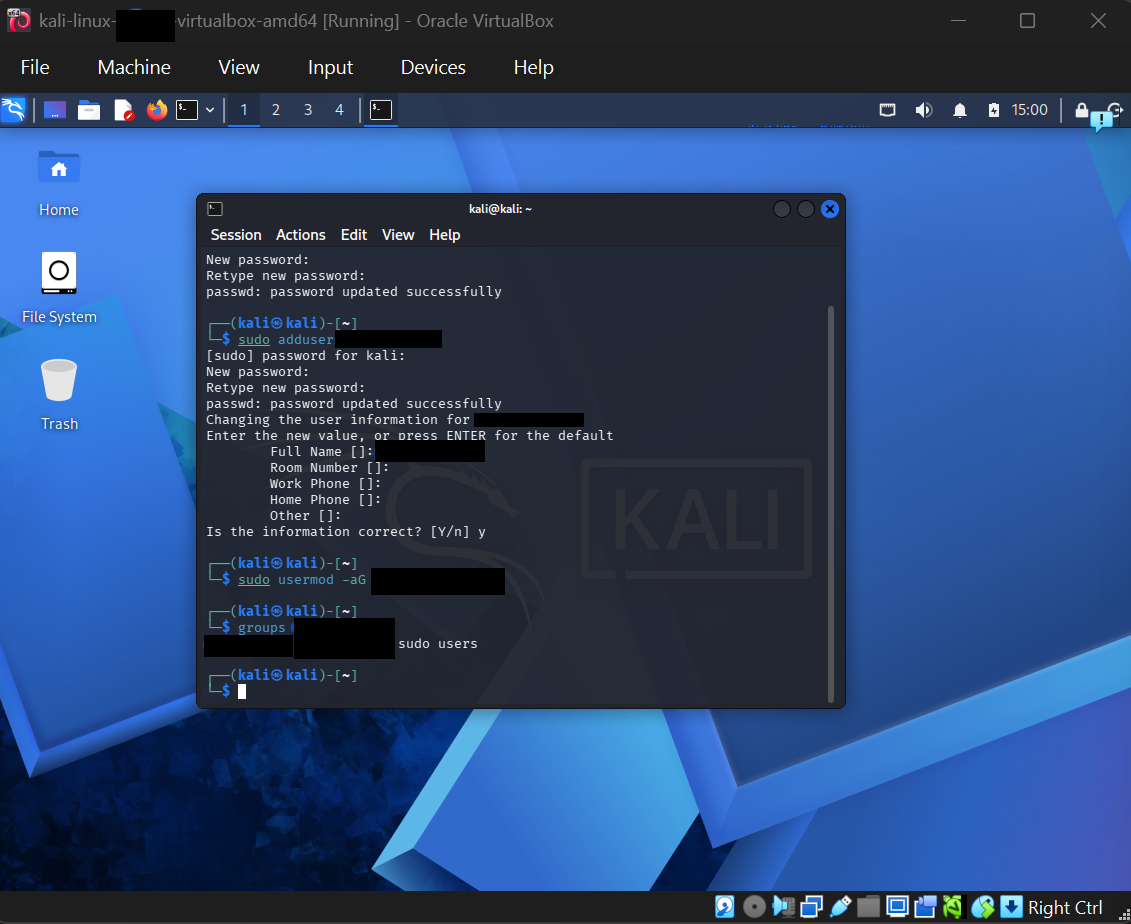 kali-linux- -virtualbox-amd64 [Running] - Oracle VirtualBox
File Machine View Input Devices Help
1 2 3 4 15:00
Home
File System
Trash
kali@kali: ~
Session Actions Edit View Help
New password:
Retype new password:
passwd: password updated successfully
┌──(kali㉿kali)-[~]
└─$ sudo adduser
[sudo] password for kali:
New password:
Retype new password:
passwd: password updated successfully
Changing the user information for
Enter the new value, or press ENTER for the default
Full Name []:
Room Number []:
Work Phone []:
Home Phone []:
Other []:
Is the information correct? [Y/n] y
┌──(kali㉿kali)-[~]
└─$ sudo usermod -aG
┌──(kali㉿kali)-[~]
└─$ groups
sudo users
┌──(kali㉿kali)-[~]
└─$
KALI
Right Ctrl